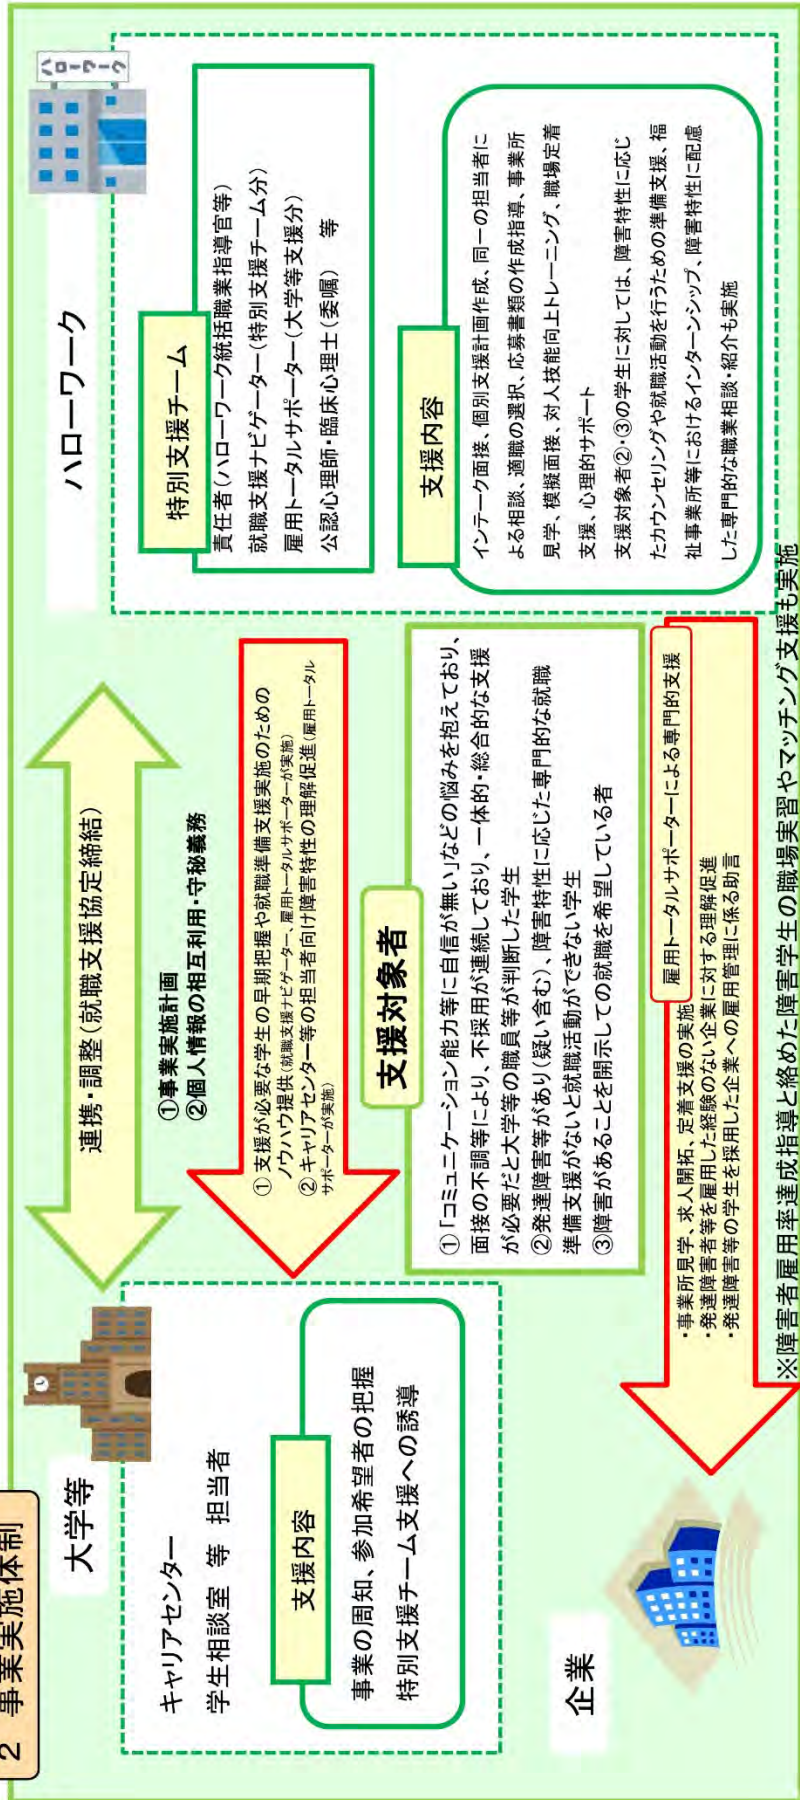 2 事業実施体制
大学等
キャリアセンター
学生相談室 等 担当者
支援内容
事業の周知、参加希望者の把握
特別支援チーム支援への誘導
企業
連携・調整(就職支援協定締結)
①事業実施計画
②個人情報の相互利用・守秘義務
① 支援が必要な学生の早期把握や就職準備支援実施のための
ノウハウ提供(就職支援ナビゲーター、雇用トータルサポーターが実施)
② キャリアセンター等の担当者向け障害特性の理解促進(雇用トータル
サポーターが実施)
支援対象者
①「コミュニケーション能力等に自信が無い」などの悩みを抱えており、
面接の不調等により、不採用が連続しており、一体的・総合的な支援
が必要だと大学等の職員等が判断した学生
②発達障害等があり(疑い含む)、障害特性に応じた専門的な就職
準備支援がないと就職活動ができない学生
③障害があることを開示しての就職を希望している者
雇用トータルサポーターによる専門的支援
・事業所見学、求人開拓、定着支援の実施
・発達障害者等を雇用した経験のない企業に対する理解促進
・発達障害等の学生を採用した企業への雇用管理に係る助言
※障害者雇用率達成指導と絡めた障害学生の職場実習やマッチング支援も実施
ハローワーク
ハローワーク
特別支援チーム
責任者(ハローワーク統括職業指導官等)
就職支援ナビゲーター(特別支援チーム分)
雇用トータルサポーター(大学等支援分)
公認心理師・臨床心理士(委嘱) 等
支援内容
インテーク面接、個別支援計画作成、同一の担当者に
よる相談、適職の選択、応募書類の作成指導、事業所
見学、模擬面接、対人技能向上トレーニング、職場定着
支援、心理的サポート
支援対象者②・③の学生に対しては、障害特性に応じ
たカウンセリングや就職活動を行うための準備支援、福
祉事業所等におけるインターンシップ、障害特性に配慮
した専門的な職業相談・紹介も実施